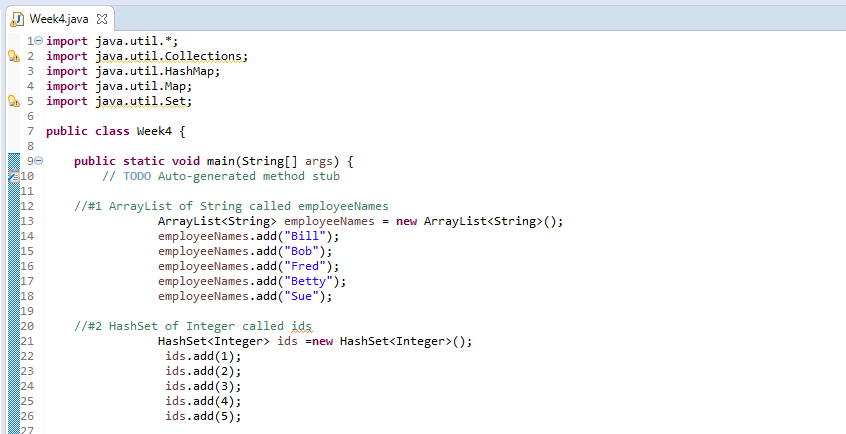 Week4.java
1 import java.util.*;
2 import java.util.Collections;
3 import java.util.HashMap;
4 import java.util.Map;
5 import java.util.Set;
6
7 public class Week4 {
8
9 public static void main(String[] args) {
10 // TODO Auto-generated method stub
11
12 //#1 ArrayList of String called employeeNames
13 ArrayList<String> employeeNames = new ArrayList<String>();
14 employeeNames.add("Bill");
15 employeeNames.add("Bob");
16 employeeNames.add("Fred");
17 employeeNames.add("Betty");
18 employeeNames.add("Sue");
19
20 //#2 HashSet of Integer called ids
21 HashSet<Integer> ids =new HashSet<Integer>();
22 ids.add(1);
23 ids.add(2);
24 ids.add(3);
25 ids.add(4);
26 ids.add(5);
27